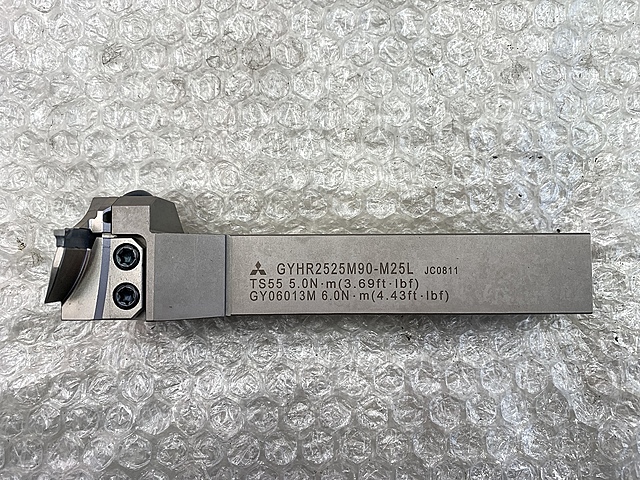 GYHR2525M90-M25L JC0811
TS55 5.0N·m(3.69ft·lbf)
GY06013M 6.0N·m(4.43ft·lbf)